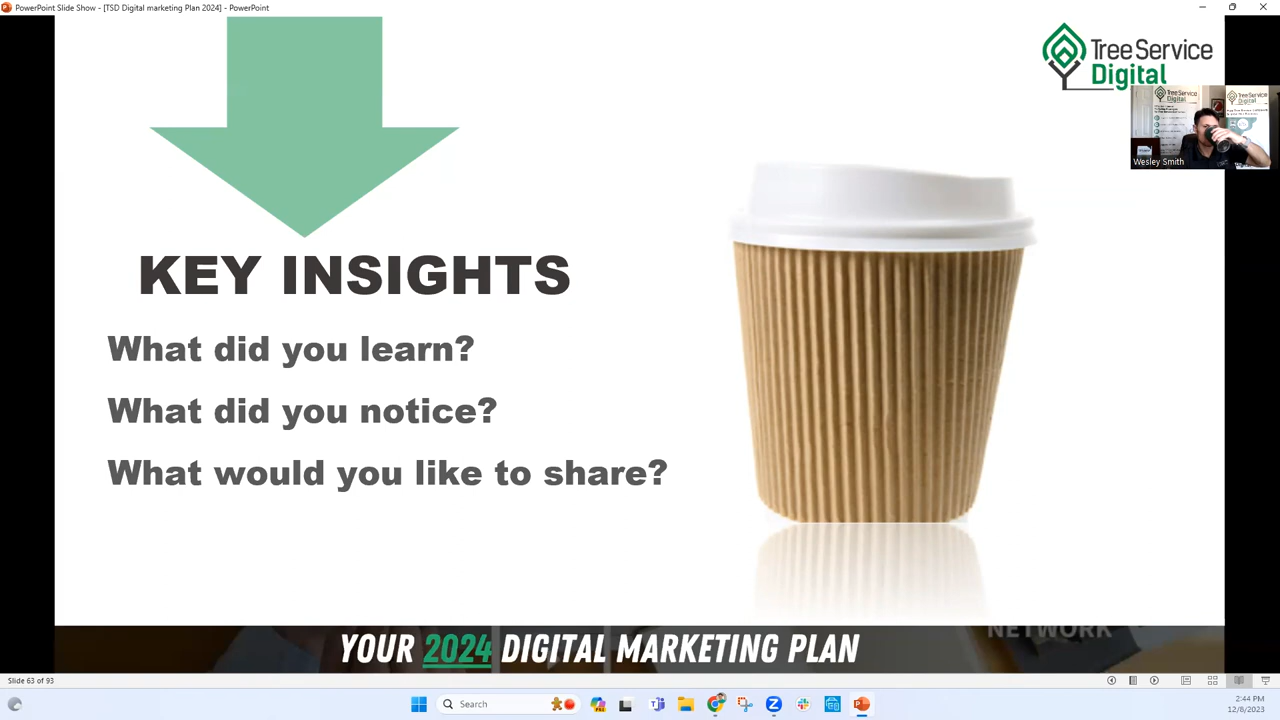 PowerPoint Slide Show - [TSD Digital marketing Plan 2024] - PowerPoint
Tree Service
Digital
Wesley Smith
KEY INSIGHTS
What did you learn?
What did you notice?
What would you like to share?
NETWORK
YOUR 2024 DIGITAL MARKETING PLAN
Slide 63 of 93
Search
2:44 PM
12/8/2023